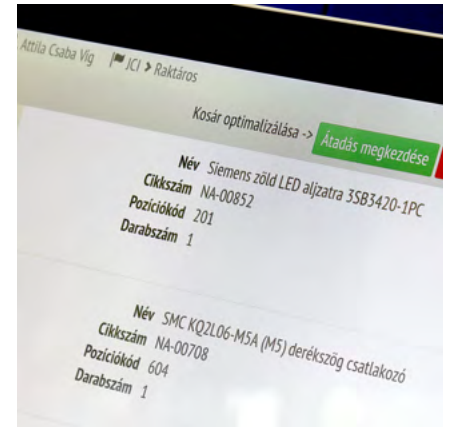 Attila Csaba Víg JCI > Raktáros
Kosár optimalizálása -> Átadás megkezdése
Név Siemens zöld LED aljzatra 3SB3420-1PC
Cikkszám NA-00852
Pozíciókód 201
Darabszám 1
Név SMC KQ2L06-M5A (M5) derékszög csatlakozó
Cikkszám NA-00708
Pozíciókód 604
Darabszám 1